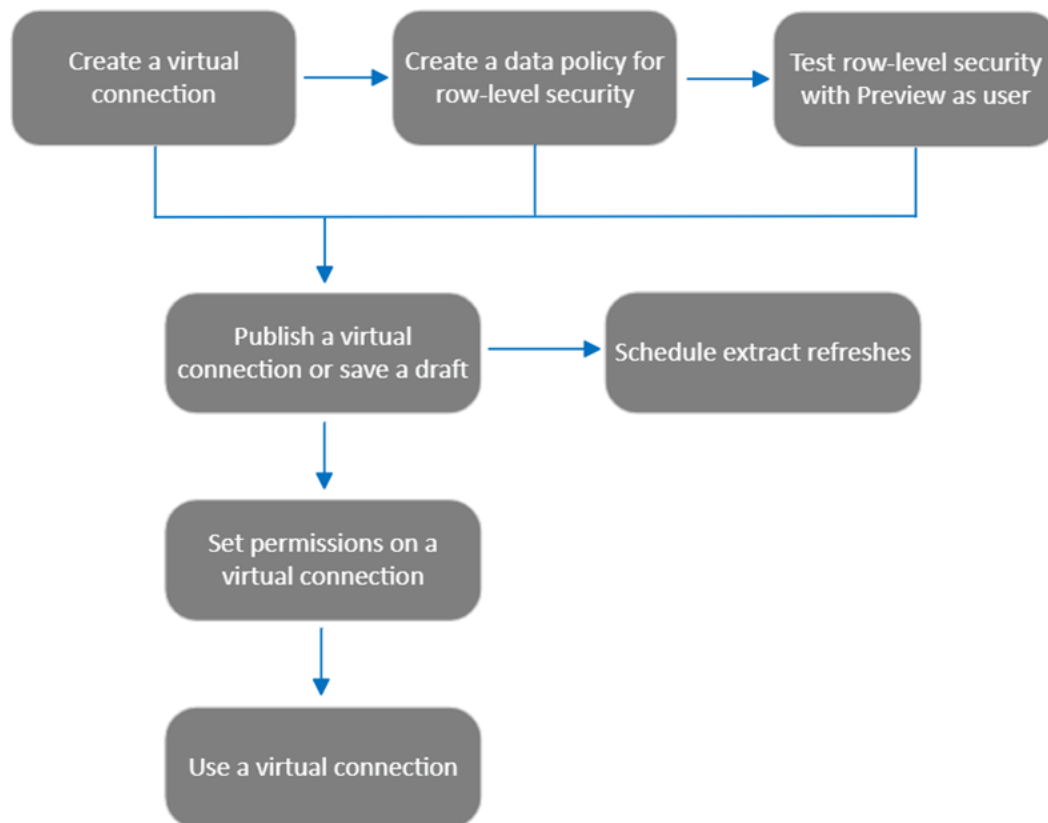 Create a virtual
connection
Create a data policy for
row-level security
Test row-level security
with Preview as user
Publish a virtual
connection or save a draft
Schedule extract refreshes
Set permissions on a
virtual connection
Use a virtual connection